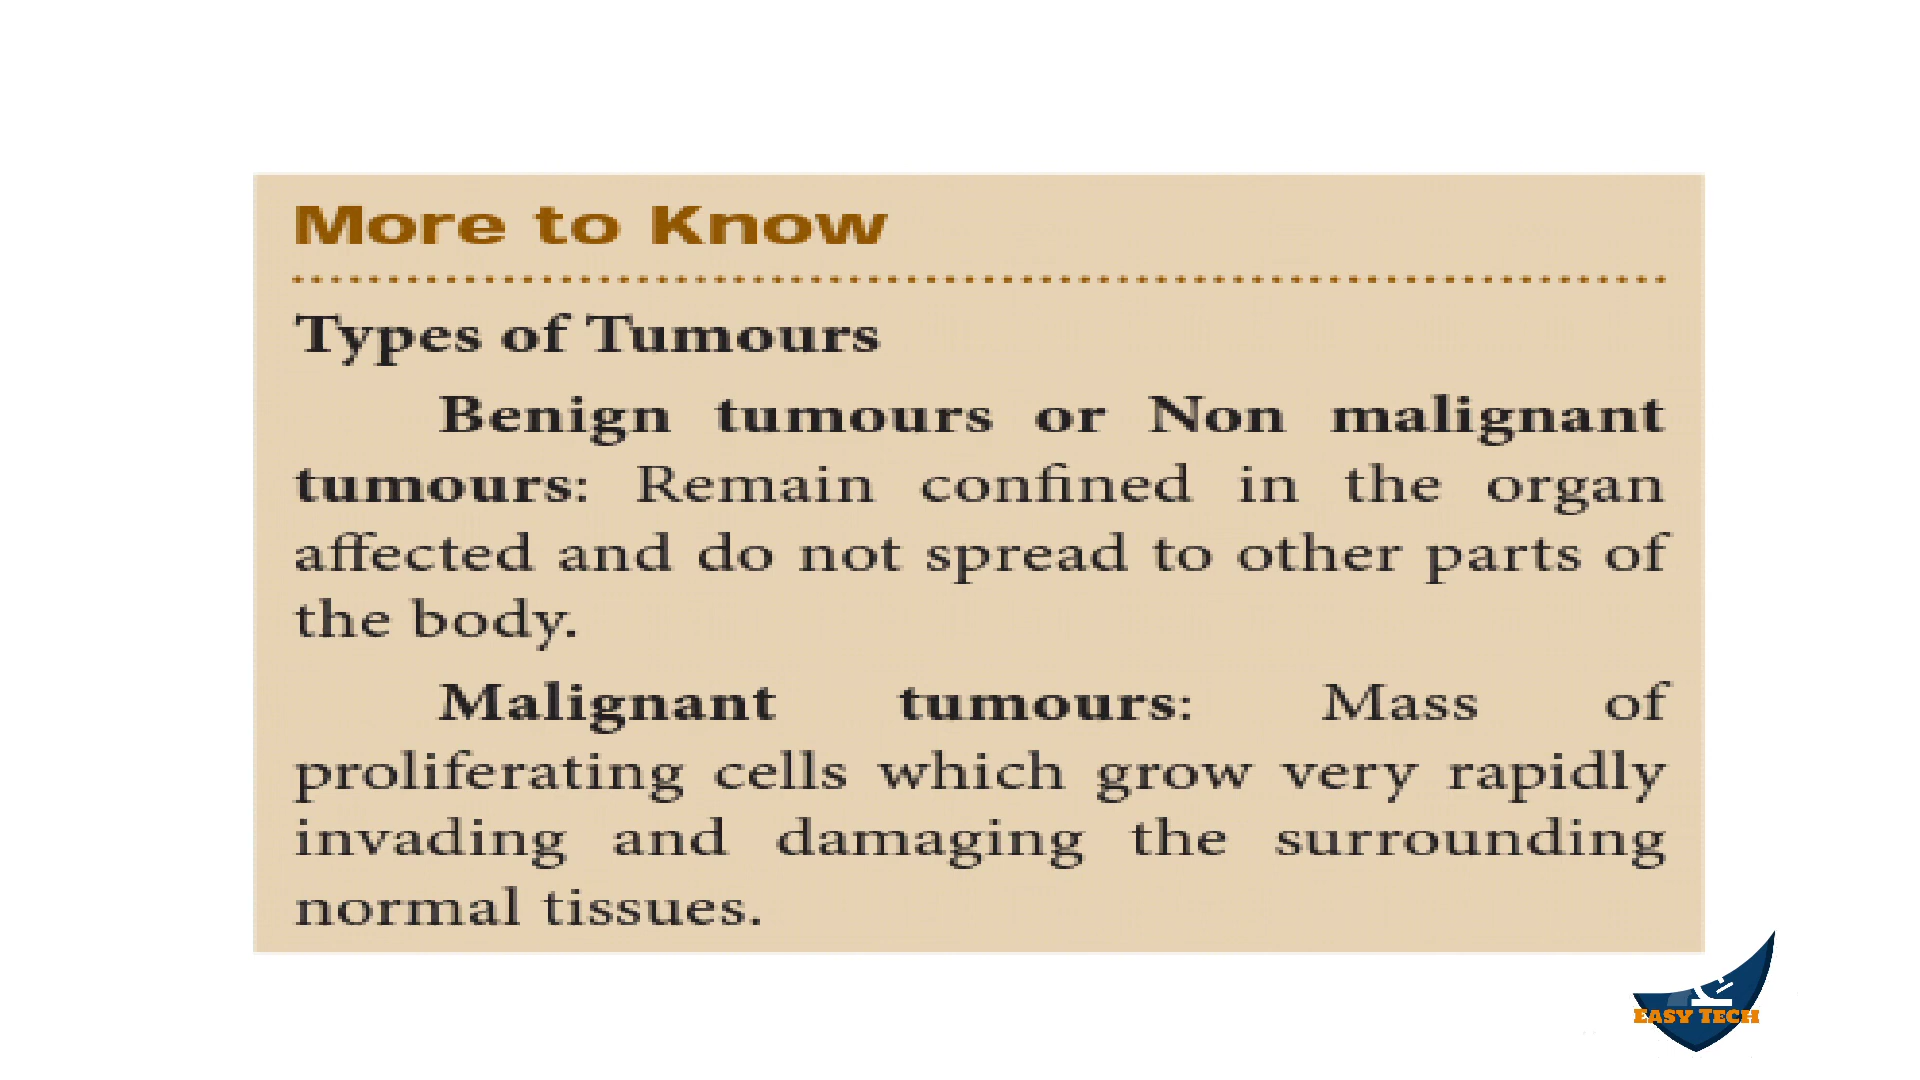 More to Know
Types of Tumours
Benign tumours or Non malignant
tumours: Remain confined in the organ
affected and do not spread to other parts of
the body.
Malignant tumours: Mass of
proliferating cells which grow very rapidly
invading and damaging the surrounding
normal tissues.
EASY TECH